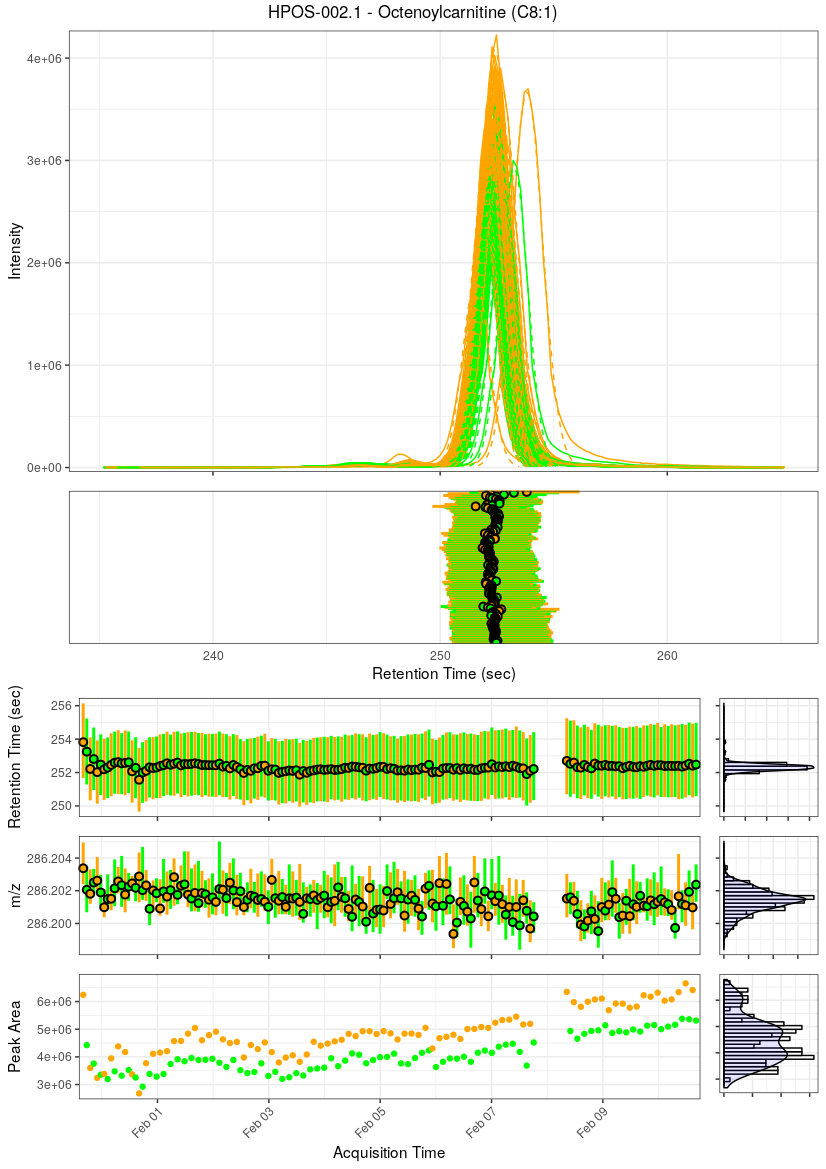 HPOS-002.1 - Octenoylcarnitine (C8:1)
Intensity
4e+06
3e+06
2e+06
1e+06
0e+00
240
250
260
Retention Time (sec)
Retention Time (sec)
256
254
252
250
m/z
286.204
286.202
286.200
Peak Area
6e+06
5e+06
4e+06
3e+06
Feb 01
Feb 03
Feb 05
Feb 07
Feb 09
Acquisition Time